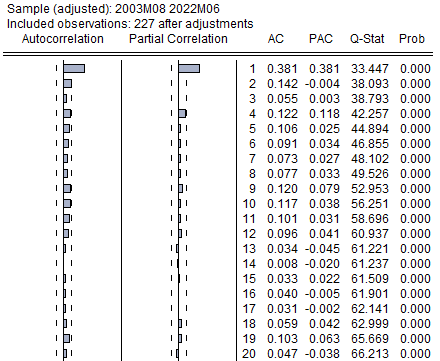 Sample (adjusted): 2003M08 2022M06
Included observations: 227 after adjustments
Autocorrelation Partial Correlation AC PAC Q-Stat Prob
1 0.381 0.381 33.447 0.000
2 0.142 -0.004 38.093 0.000
3 0.055 0.003 38.793 0.000
4 0.122 0.118 42.257 0.000
5 0.106 0.025 44.894 0.000
6 0.091 0.034 46.855 0.000
7 0.073 0.027 48.102 0.000
8 0.077 0.033 49.526 0.000
9 0.120 0.079 52.953 0.000
10 0.117 0.038 56.251 0.000
11 0.101 0.031 58.696 0.000
12 0.096 0.041 60.937 0.000
13 0.034 -0.045 61.221 0.000
14 0.008 -0.020 61.237 0.000
15 0.033 0.022 61.509 0.000
16 0.040 -0.005 61.901 0.000
17 0.031 -0.002 62.141 0.000
18 0.059 0.042 62.999 0.000
19 0.103 0.063 65.669 0.000
20 0.047 -0.038 66.213 0.000